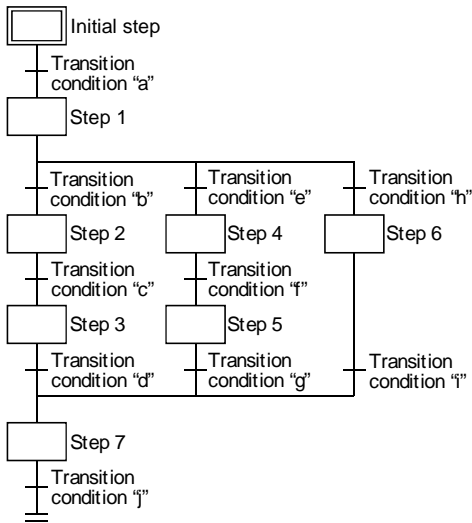 Initial step
Transition
condition “a”
Step 1
Transition
condition “b”
Transition
condition “e”
Transition
condition “h”
Step 2
Step 4
Step 6
Transition
condition “c”
Transition
condition “f”
Step 3
Step 5
Transition
condition “d”
Transition
condition “g”
Transition
condition “i”
Step 7
Transition
condition “j”